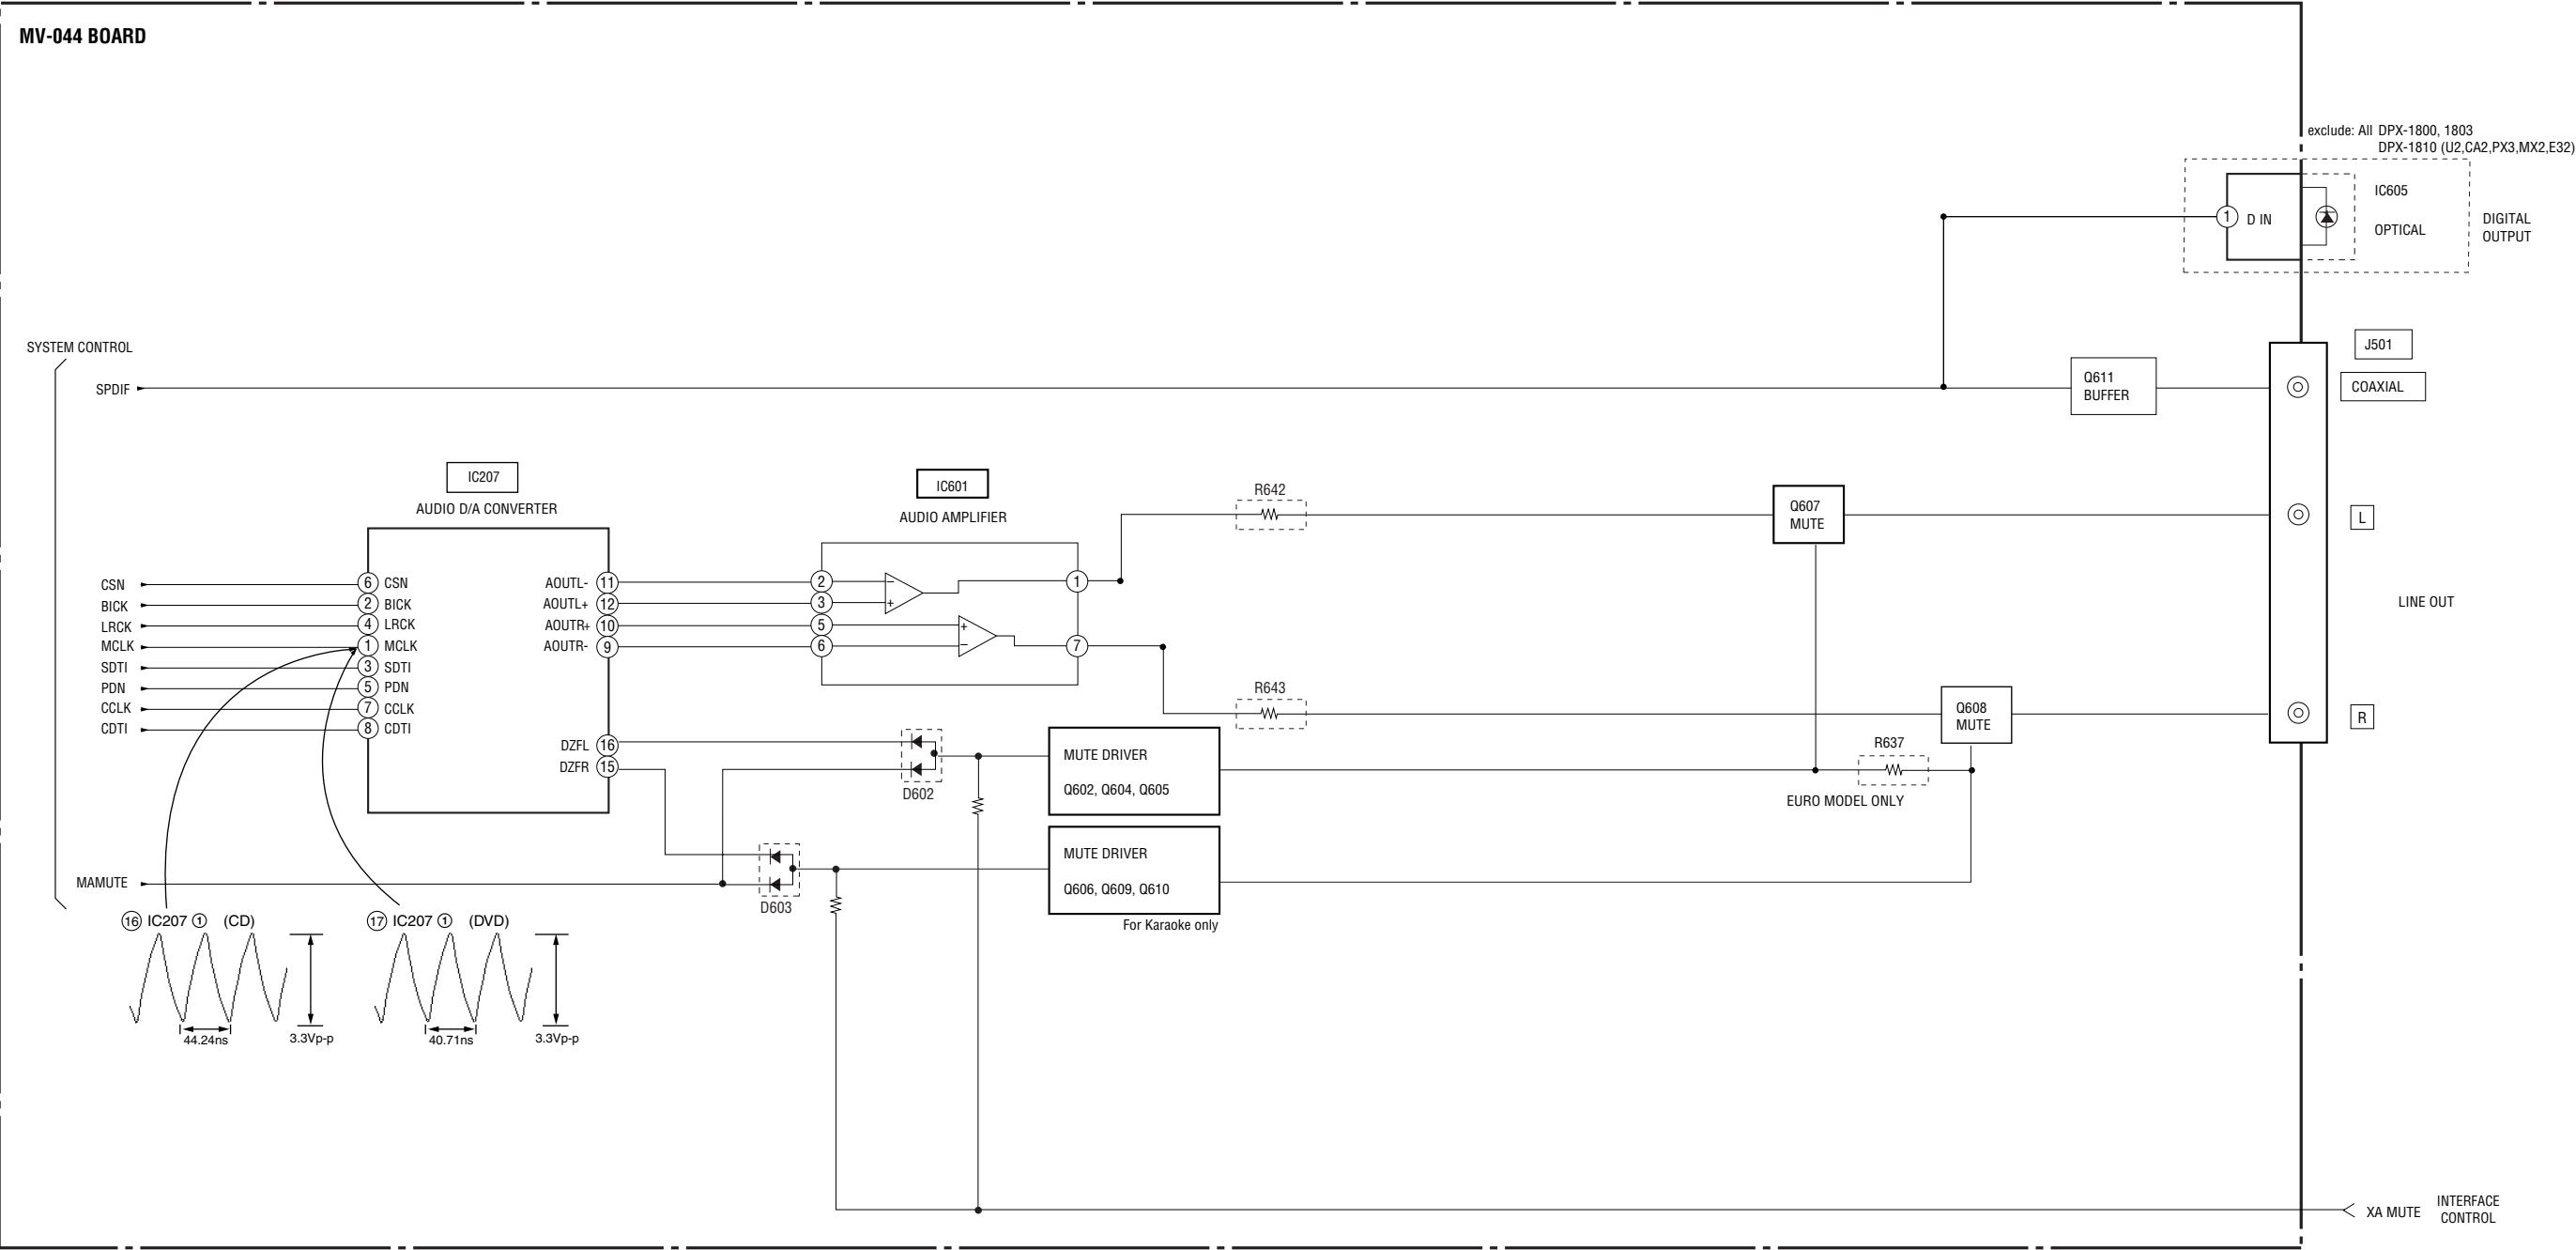 MV-044 BOARD
exclude: All DPX-1800, 1803
DPX-1810 (U2,CA2,PX3,MX2,E32)
IC605
1
D IN
OPTICAL
DIGITAL
OUTPUT
SYSTEM CONTROL
J501
SPDIF
Q611
BUFFER
COAXIAL
IC207
AUDIO D/A CONVERTER
IC601
AUDIO AMPLIFIER
R642
Q607
MUTE
L
CSN
6 CSN
AOUTL- 11
2
1
BICK
2 BICK
AOUTL+ 12
3
LINE OUT
LRCK
4 LRCK
AOUTR+ 10
5
MCLK
1 MCLK
AOUTR- 9
6
7
SDTI
3 SDTI
PDN
5 PDN
R643
CCLK
7 CCLK
Q608
MUTE
R
CDTI
8 CDTI
DZFL 16
DZFR 15
D602
MUTE DRIVER
Q602, Q604, Q605
R637
EURO MODEL ONLY
MAMUTE
D603
MUTE DRIVER
Q606, Q609, Q610
For Karaoke only
16 IC207 1 (CD)
17 IC207 1 (DVD)
44.24ns
3.3Vp-p
40.71ns
3.3Vp-p
XA MUTE
INTERFACE
CONTROL
- + + -